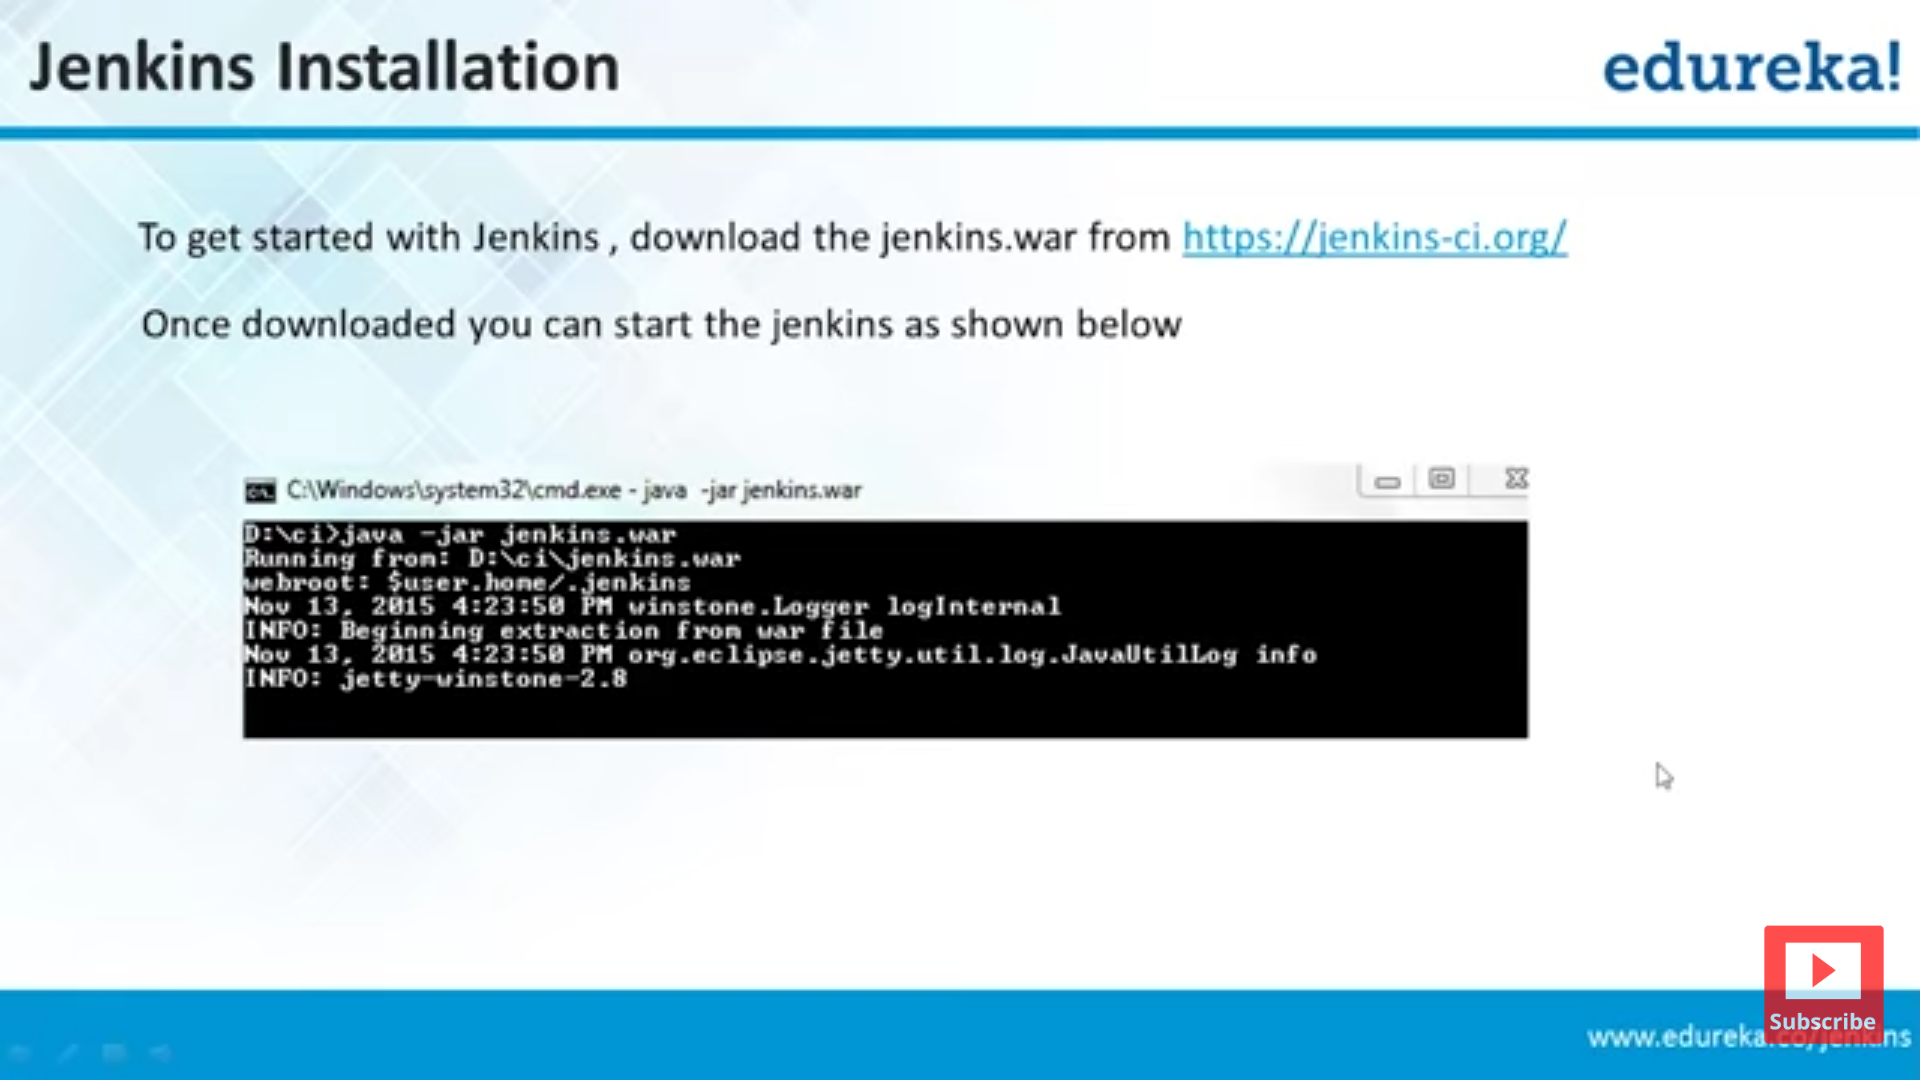 Jenkins Installation
edureka!
To get started with Jenkins , download the jenkins.war from https://jenkins-ci.org/
Once downloaded you can start the jenkins as shown below
C:\Windows\system32\cmd.exe - java  -jar jenkins.war
D:\ci>java -jar jenkins.war
Running from: D:\ci\jenkins.war
webroot: $user.home/.jenkins
Nov 13, 2015 4:23:50 PM winstone.Logger logInternal
INFO: Beginning extraction from war file
Nov 13, 2015 4:23:50 PM org.eclipse.jetty.util.log.JavaUtilLog info
INFO: jetty-winstone-2.8
Subscribe
www.edureka.co/jenkins